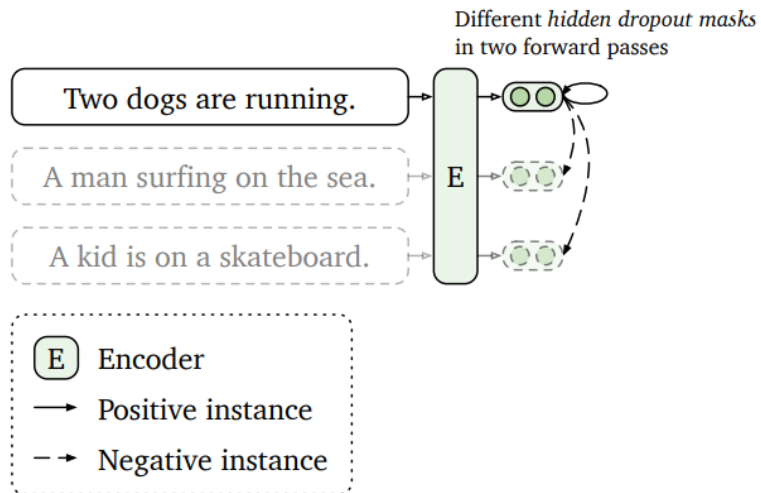 Different hidden dropout masks
in two forward passes
Two dogs are running.
A man surfing on the sea.
E
A kid is on a skateboard.
E Encoder
Positive instance
Negative instance